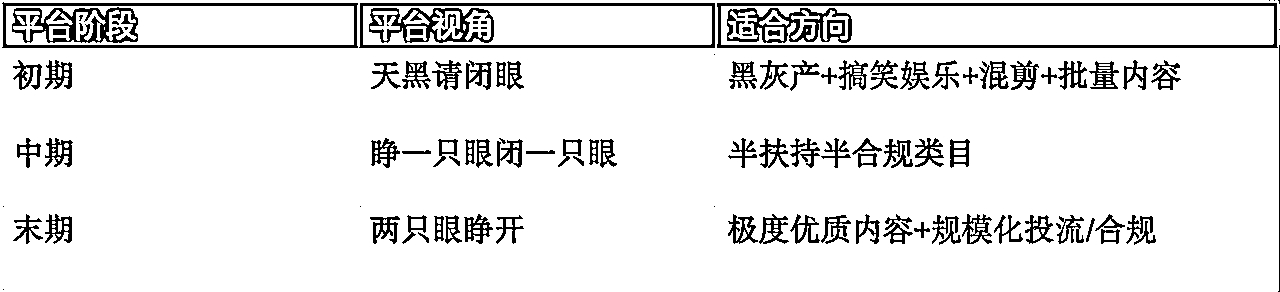 平台阶段 平台视角 适合方向
初期 天黑请闭眼 黑灰产+搞笑娱乐+混剪+批量内容
中期 睁一只眼闭一只眼 半扶持半合规类目
末期 两只眼睁开 极度优质内容+规模化投流/合规